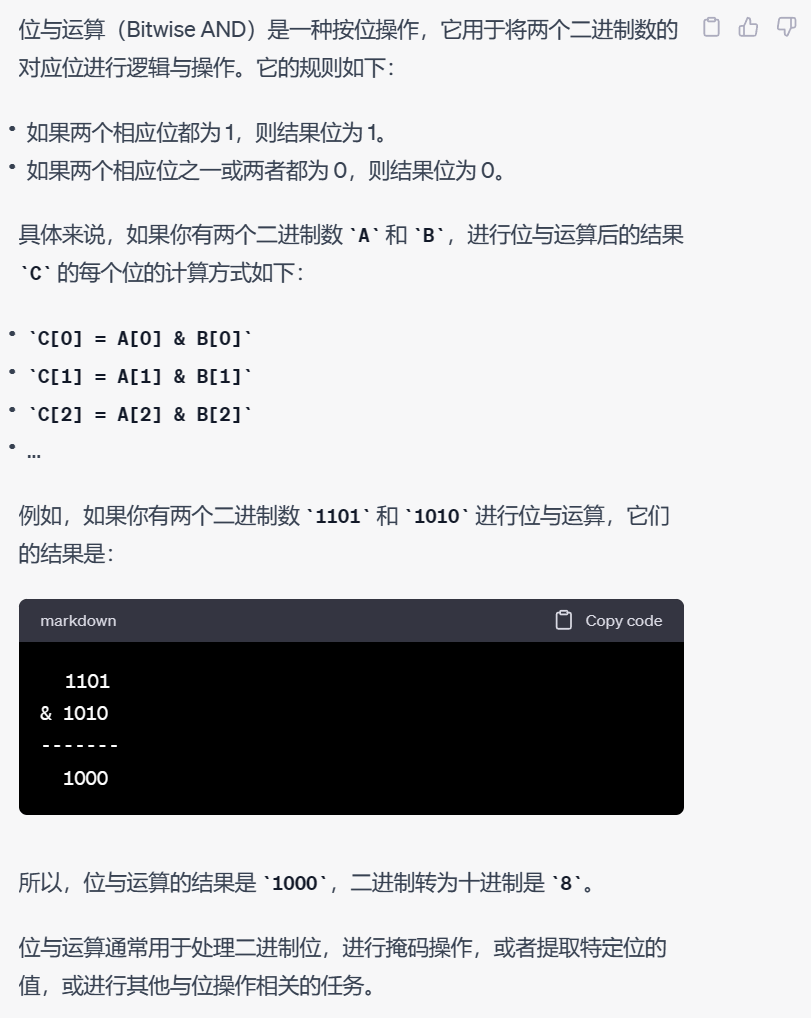 位与运算（Bitwise AND）是一种按位操作，它用于将两个二进制数的
对应位进行逻辑与操作。它的规则如下：
• 如果两个相应位都为 1，则结果位为 1。
• 如果两个相应位之一或两者都为 0，则结果位为 0。
具体来说，如果你有两个二进制数 `A` 和 `B`，进行位与运算后的结果
`C` 的每个位的计算方式如下：
• `C[0] = A[0] & B[0]`
• `C[1] = A[1] & B[1]`
• `C[2] = A[2] & B[2]`
• ...
例如，如果你有两个二进制数 `1101` 和 `1010` 进行位与运算，它们
的结果是：
markdown Copy code
  1101
& 1010
-------
  1000
所以，位与运算的结果是 `1000`，二进制转为十进制是 `8`。
位与运算通常用于处理二进制位，进行掩码操作，或者提取特定位的
值，或进行其他与位操作相关的任务。